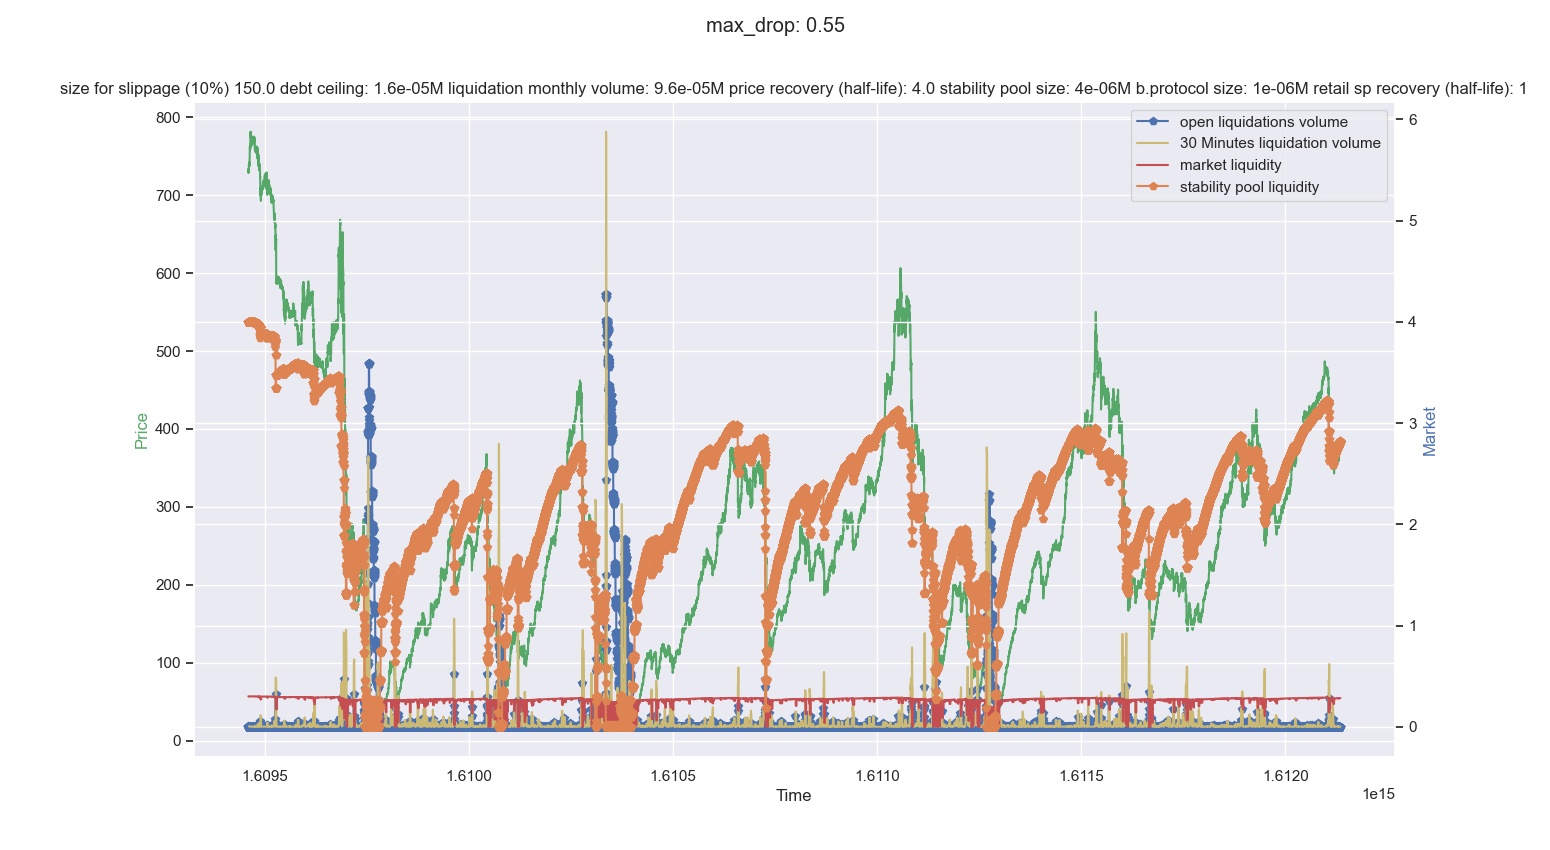 max_drop: 0.55
size for slippage (10%) 150.0 debt ceiling: 1.6e-05M liquidation monthly volume: 9.6e-05M price recovery (half-life): 4.0 stability pool size: 4e-06M b.protocol size: 1e-06M retail sp recovery (half-life): 1
open liquidations volume
30 Minutes liquidation volume
market liquidity
stability pool liquidity
800
700
600
500
400
300
200
100
0
Price
6
5
4
3
2
1
0
Market
1.6095 1.6100 1.6105 1.6110 1.6115 1.6120
Time
1e15